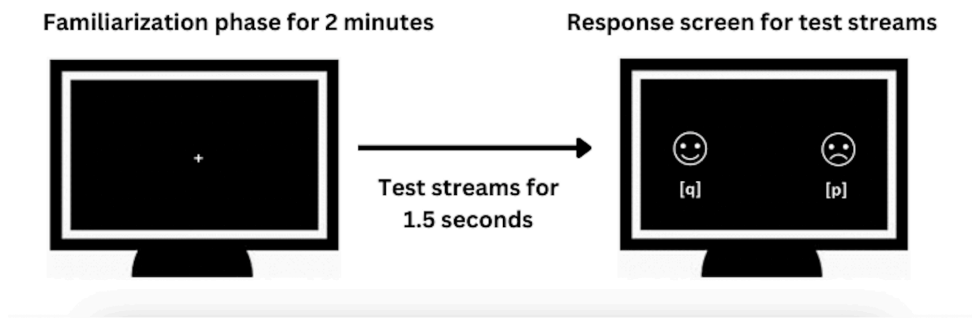 Familiarization phase for 2 minutes
Response screen for test streams
+
Test streams for
1.5 seconds
[q]
[p]